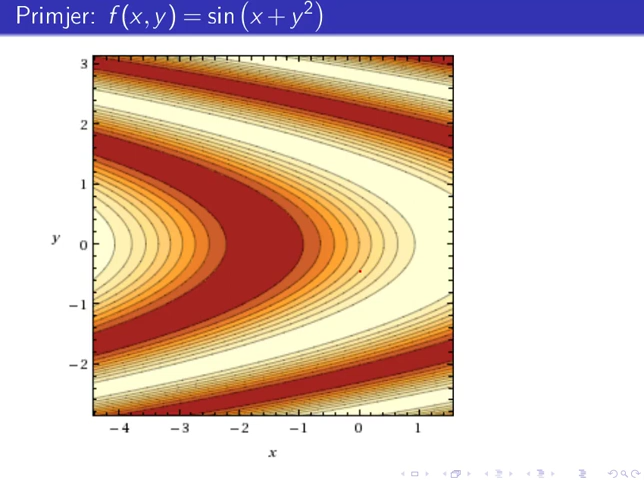 Primjer: f(x,y) = sin(x+y²)
3
2
1
y 0
−1
−2
−4 −3 −2 −1 0 1
x